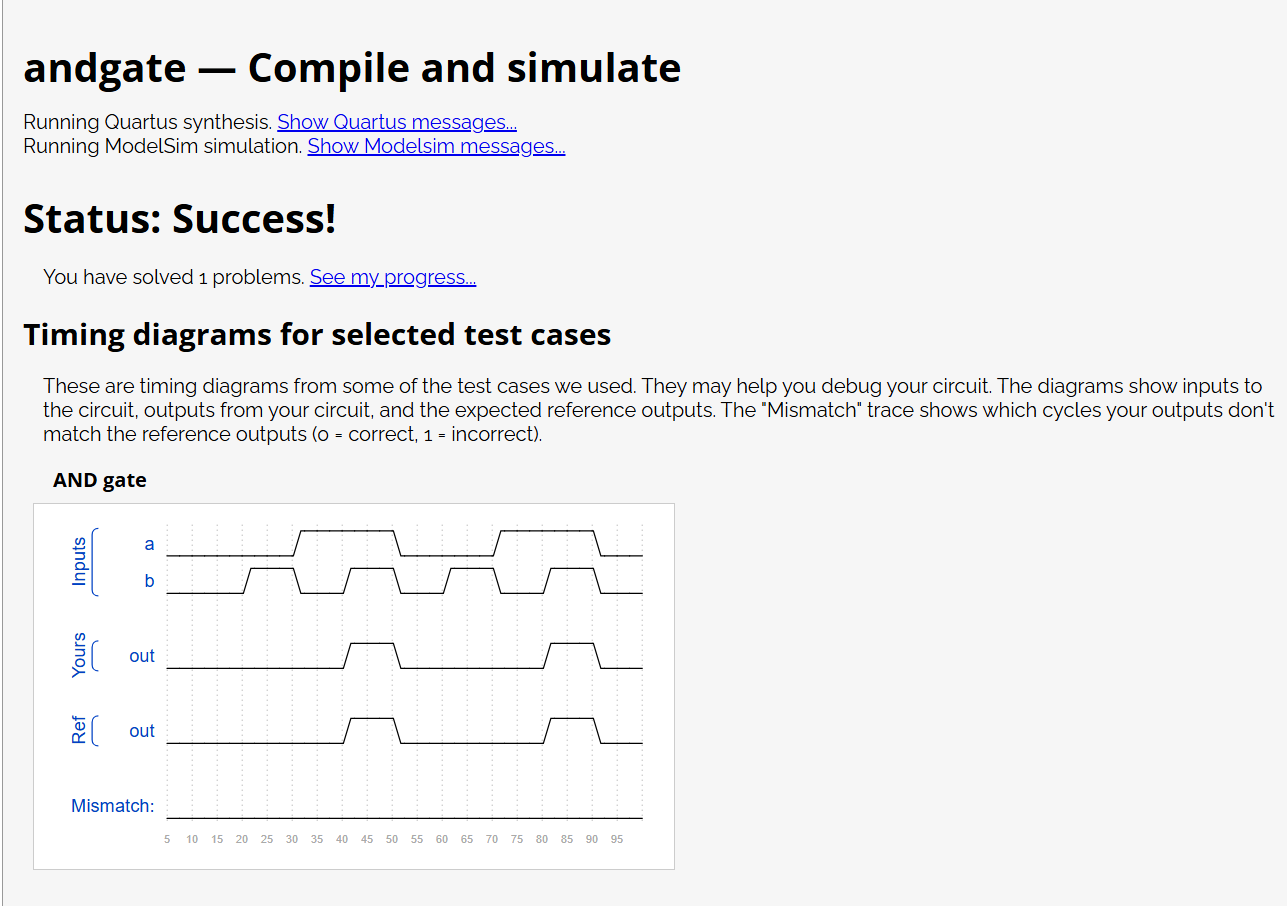 andgate — Compile and simulate
Running Quartus synthesis. Show Quartus messages...
Running ModelSim simulation. Show Modelsim messages...
Status: Success!
You have solved 1 problems. See my progress...
Timing diagrams for selected test cases
These are timing diagrams from some of the test cases we used. They may help you debug your circuit. The diagrams show inputs to
the circuit, outputs from your circuit, and the expected reference outputs. The "Mismatch" trace shows which cycles your outputs don't
match the reference outputs (0 = correct, 1 = incorrect).
AND gate
Inputs
a
b
Yours
out
Ref
out
Mismatch:
5 10 15 20 25 30 35 40 45 50 55 60 65 70 75 80 85 90 95